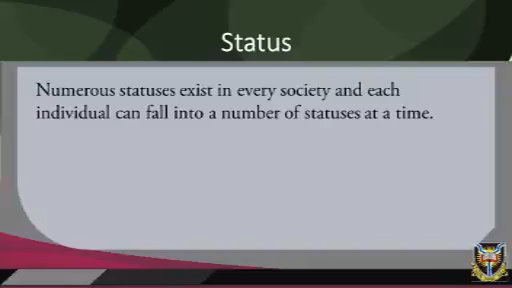 Status
Numerous statuses exist in every society and each
individual can fall into a number of statuses at a time.